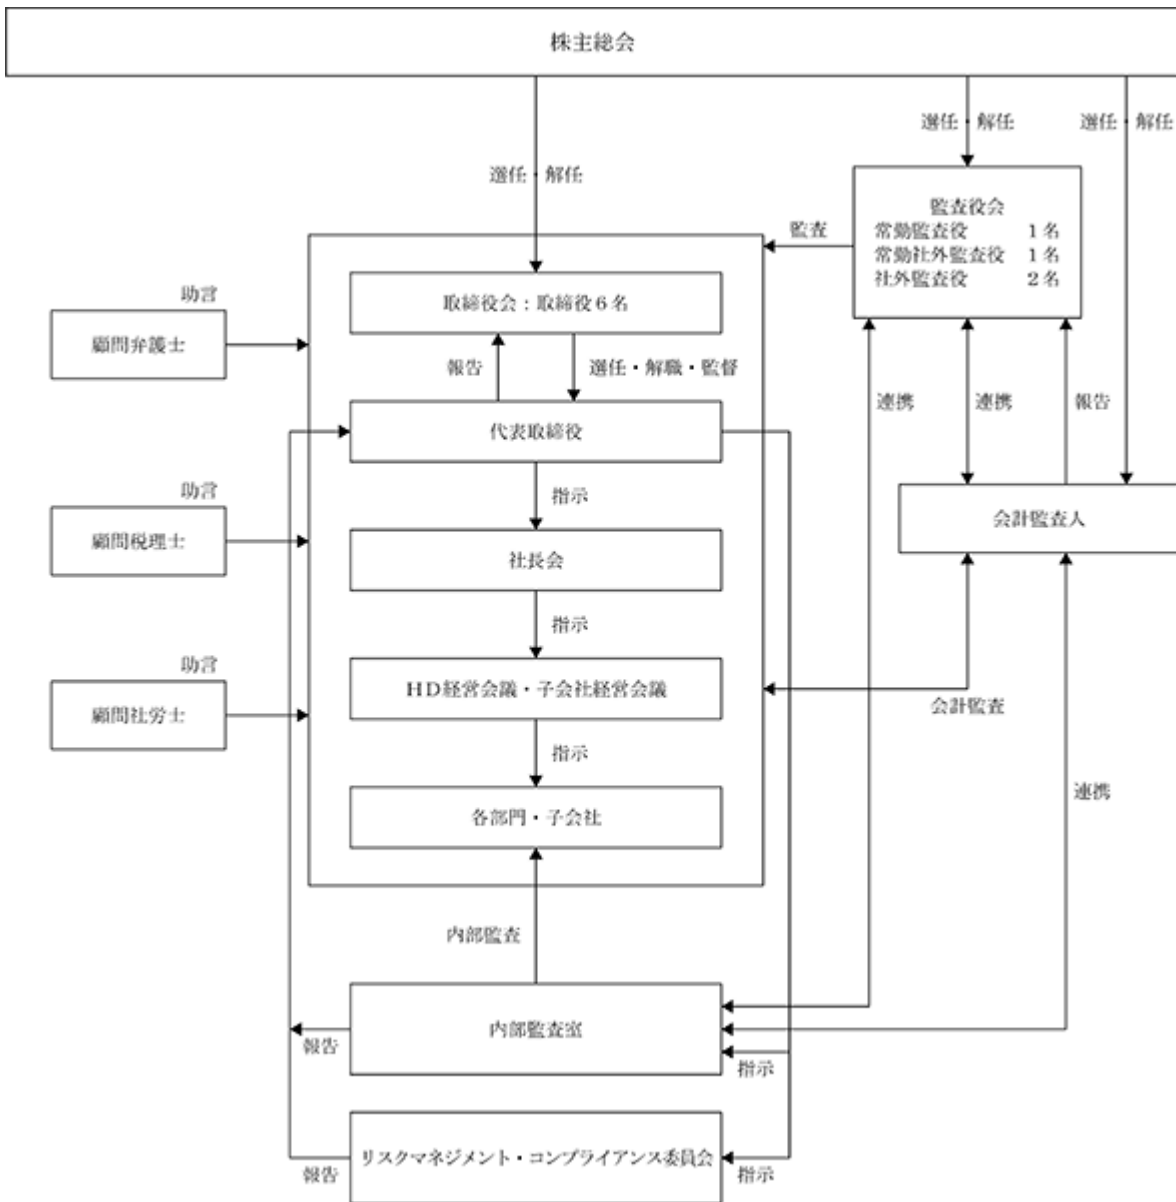 株主総会
選任・解任
選任・解任
選任・解任
監査役会
常勤監査役 1名
常勤社外監査役 1名
社外監査役 2名
監査
助言
顧問弁護士
取締役会：取締役6名
報告
選任・解職・監督
連携
連携
報告
代表取締役
助言
顧問税理士
指示
会計監査人
社長会
指示
助言
顧問社労士
HD経営会議・子会社経営会議
会計監査
指示
連携
各部門・子会社
内部監査
内部監査室
報告
指示
リスクマネジメント・コンプライアンス委員会
報告
指示